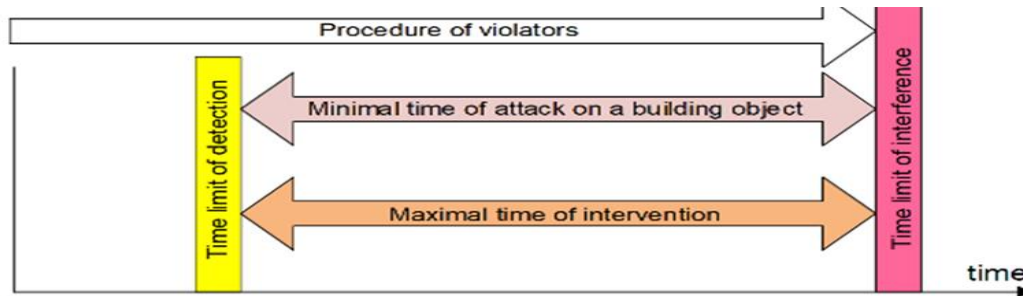 Procedure of violators
Time limit of detection
Minimal time of attack on a building object
Maximal time of intervention
Time limit of interference
time